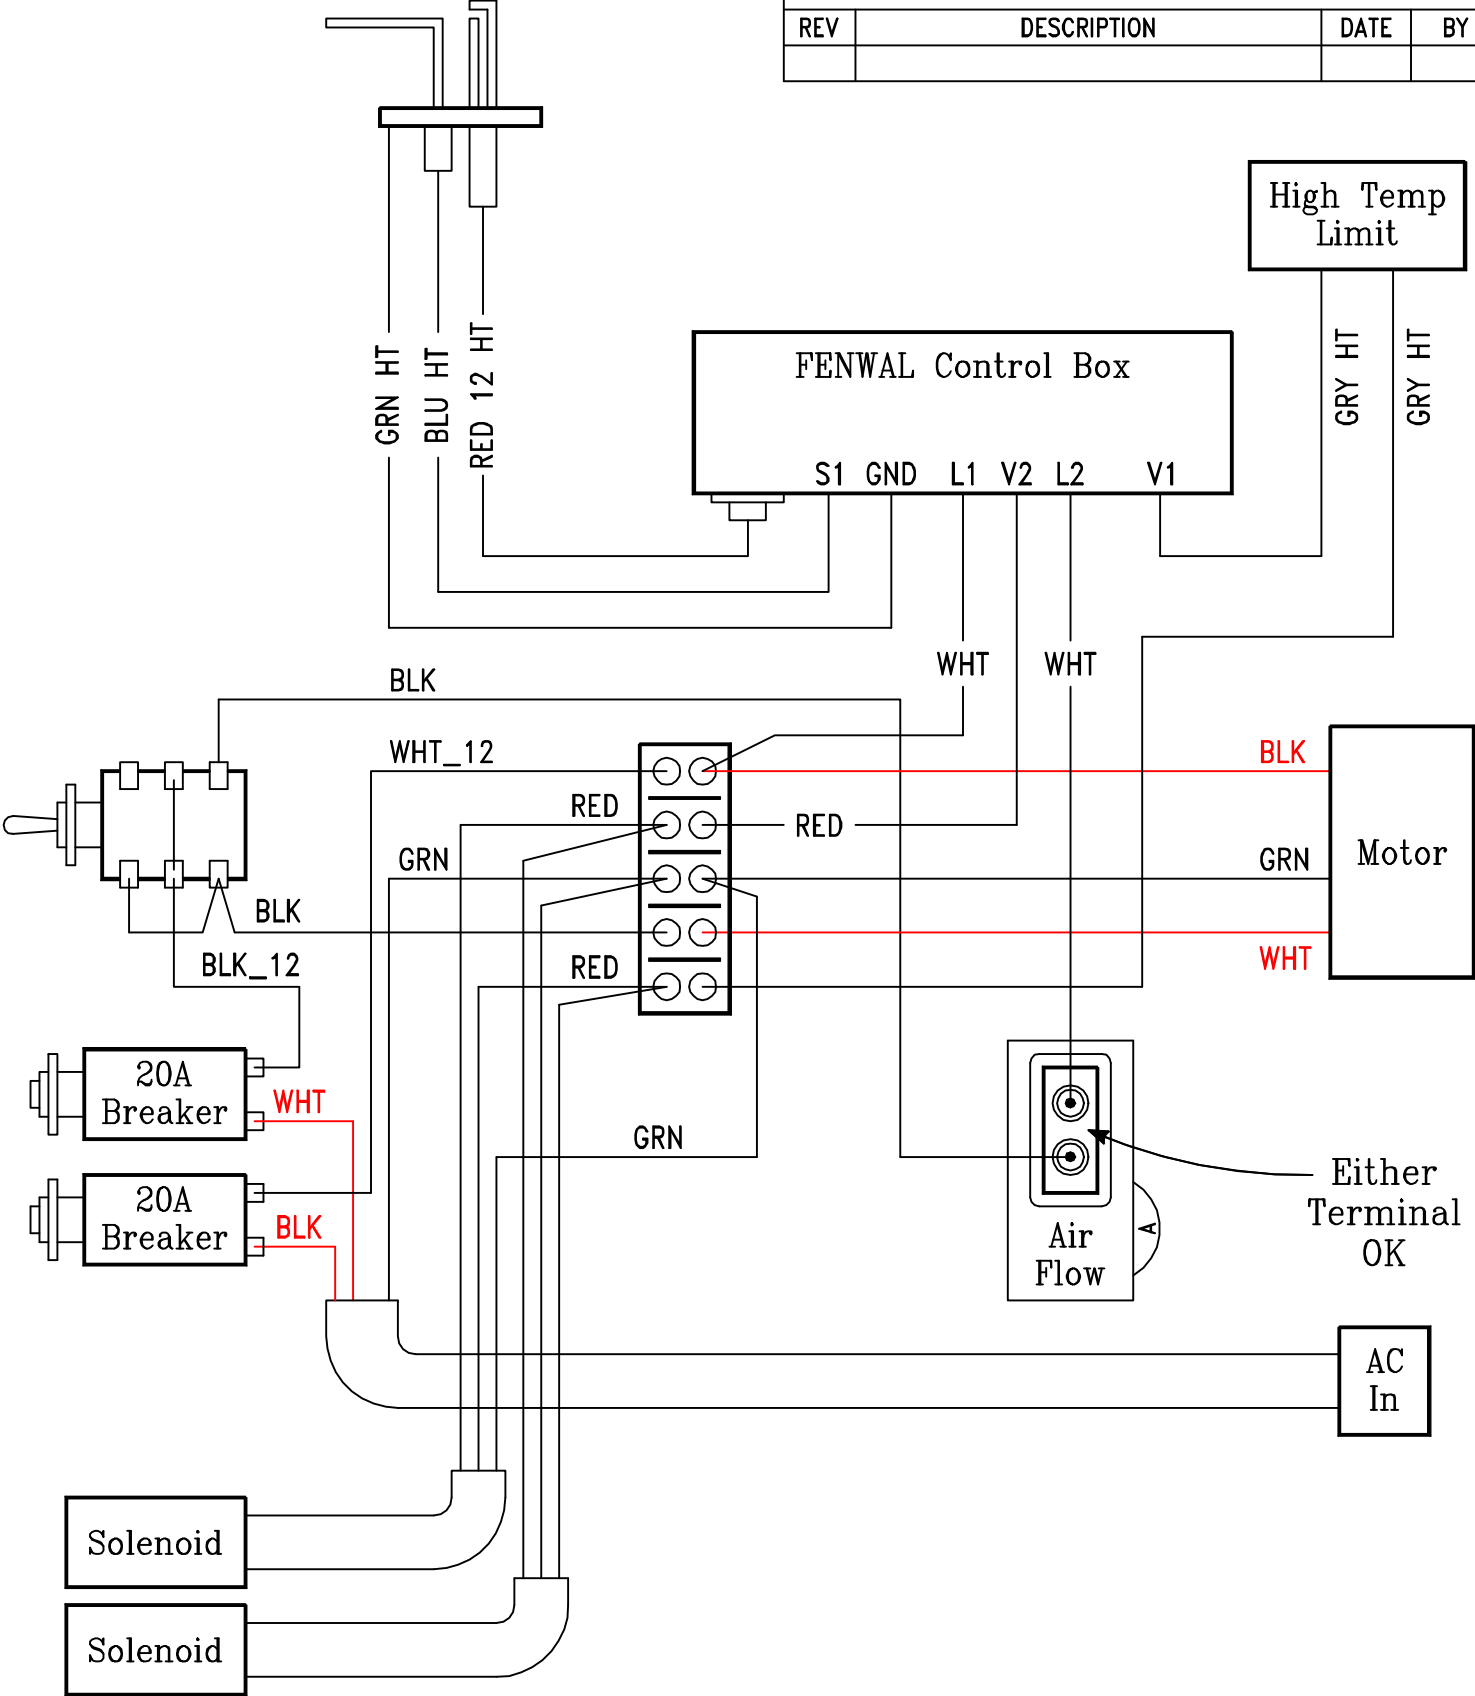 REV DESCRIPTION DATE BY
High Temp
Limit
GRN HT
BLU HT
RED 12 HT
GRY HT
GRY HT
FENWAL Control Box
S1 GND L1 V2 L2 V1
WHT WHT
BLK
WHT_12
BLK
RED
RED
GRN
GRN
Motor
BLK
WHT
BLK_12
RED
20A
Breaker
WHT
GRN
20A
Breaker
BLK
Either
Terminal
OK
Air
Flow
A
AC
In
Solenoid
Solenoid